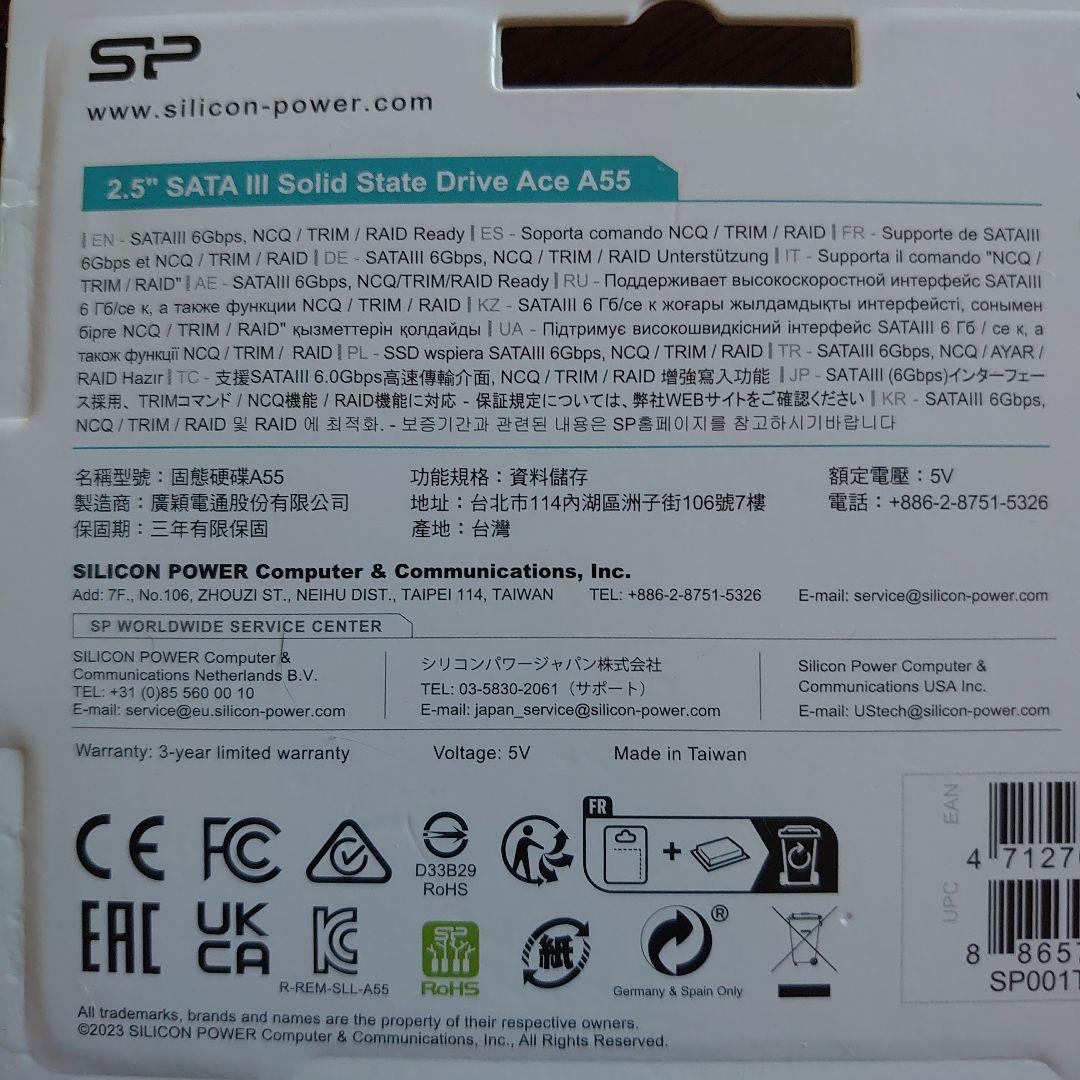 SP
www.silicon-power.com
2.5" SATA III Solid State Drive Ace A55
| EN - SATAIII 6Gbps, NCQ / TRIM / RAID Ready | ES - Soporta comando NCQ / TRIM / RAID | FR - Supporte de SATAIII
6Gbps et NCQ / TRIM / RAID | DE - SATAIII 6Gbps, NCQ / TRIM / RAID Unterstützung | IT - Supporta il comando "NCQ /
TRIM / RAID" | AE - SATAIII 6Gbps, NCQ/TRIM/RAID Ready | RU - Поддерживает высокоскоростной интерфейс SATAIII
6 Гб/се к, а также функции NCQ / TRIM / RAID | KZ - SATAIII 6 Гб/се к жоғары жылдамдықты интерфейсті, сонымен
бірге NCQ / TRIM / RAID" қызметтерін қолдайды | UA - Підтримує високошвидкісний інтерфейс SATAIII 6 Гб / се к, а
також функції NCQ / TRIM / RAID | PL - SSD wspiera SATAIII 6Gbps, NCQ / TRIM / RAID | TR - SATAIII 6Gbps, NCQ / AYAR /
RAID Hazır | TC - 支援SATAIII 6.0Gbps高速傳輸介面, NCQ / TRIM / RAID 增強寫入功能 | JP - SATAIII (6Gbps)インターフェー
ス採用、TRIMコマンド / NCQ機能 / RAID機能に対応 - 保証規定については、弊社WEBサイトをご確認ください | KR - SATAIII 6Gbps,
NCQ / TRIM / RAID 및 RAID 에 최적화. - 보증기간과 관련된 내용은 SP홈페이지를 참고하시기바랍니다
名稱型號：固態硬碟A55 功能規格：資料儲存 額定電壓：5V
製造商：廣穎電通股份有限公司 地址：台北市114內湖區洲子街106號7樓 電話：+886-2-8751-5326
保固期：三年有限保固 產地：台灣
SILICON POWER Computer & Communications, Inc.
Add: 7F., No.106, ZHOUZI ST., NEIHU DIST., TAIPEI 114, TAIWAN TEL: +886-2-8751-5326 E-mail: service@silicon-power.com
SP WORLDWIDE SERVICE CENTER
SILICON POWER Computer &
Communications Netherlands B.V.
TEL: +31 (0)85 560 00 10
E-mail: service@eu.silicon-power.com
シリコンパワージャパン株式会社
TEL: 03-5830-2061（サポート）
E-mail: japan_service@silicon-power.com
Silicon Power Computer &
Communications USA Inc.
E-mail: UStech@silicon-power.com
Warranty: 3-year limited warranty Voltage: 5V Made in Taiwan
CE FC
D33B29
RoHS
FR
+
EAC
UK
CA
KC
R-REM-SLL-A55
SP
RoHS
紙
®
Germany & Spain Only
EAN
4 7127
UPC
8 8657
SP001T
All trademarks, brands and names are the property of their respective owners.
©2023 SILICON POWER Computer & Communications, Inc., All Rights Reserved.